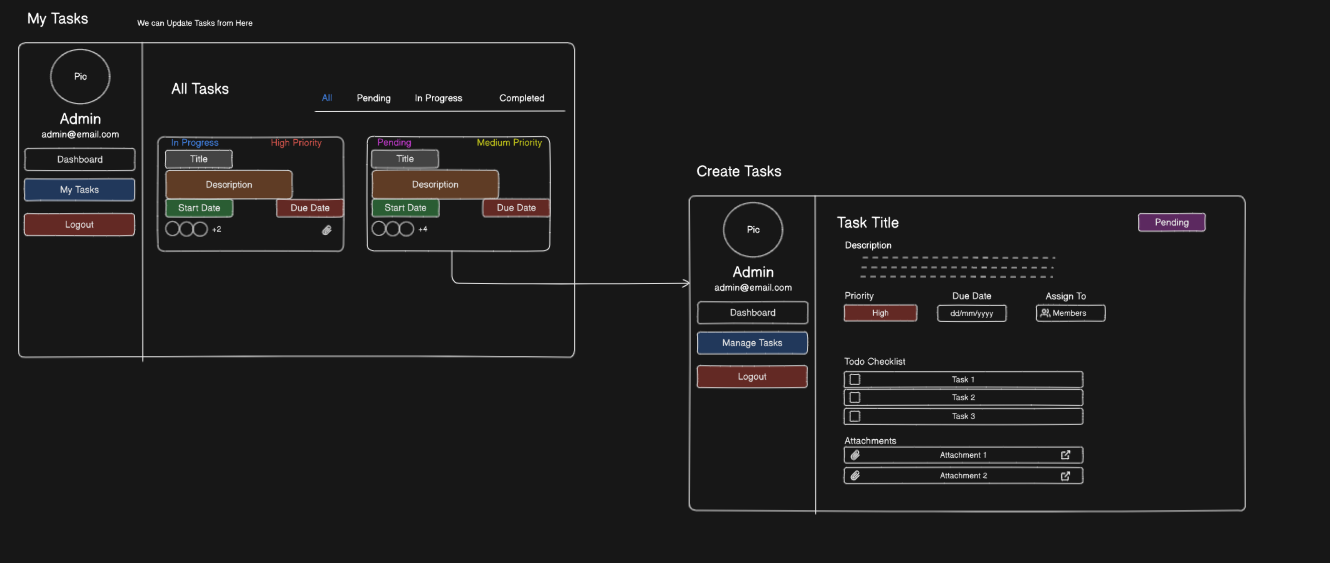 My Tasks
We can Update Tasks from Here
Pic
Admin
admin@email.com
Dashboard
My Tasks
Logout
All Tasks
All Pending In Progress Completed
In Progress High Priority
Title
Description
Start Date Due Date
+2
Pending Medium Priority
Title
Description
Start Date Due Date
+4
Create Tasks
Pic
Admin
admin@email.com
Dashboard
Manage Tasks
Logout
Task Title
Pending
Description
Priority Due Date Assign To
High dd/mm/yyyy Members
Todo Checklist
Task 1
Task 2
Task 3
Attachments
Attachment 1
Attachment 2